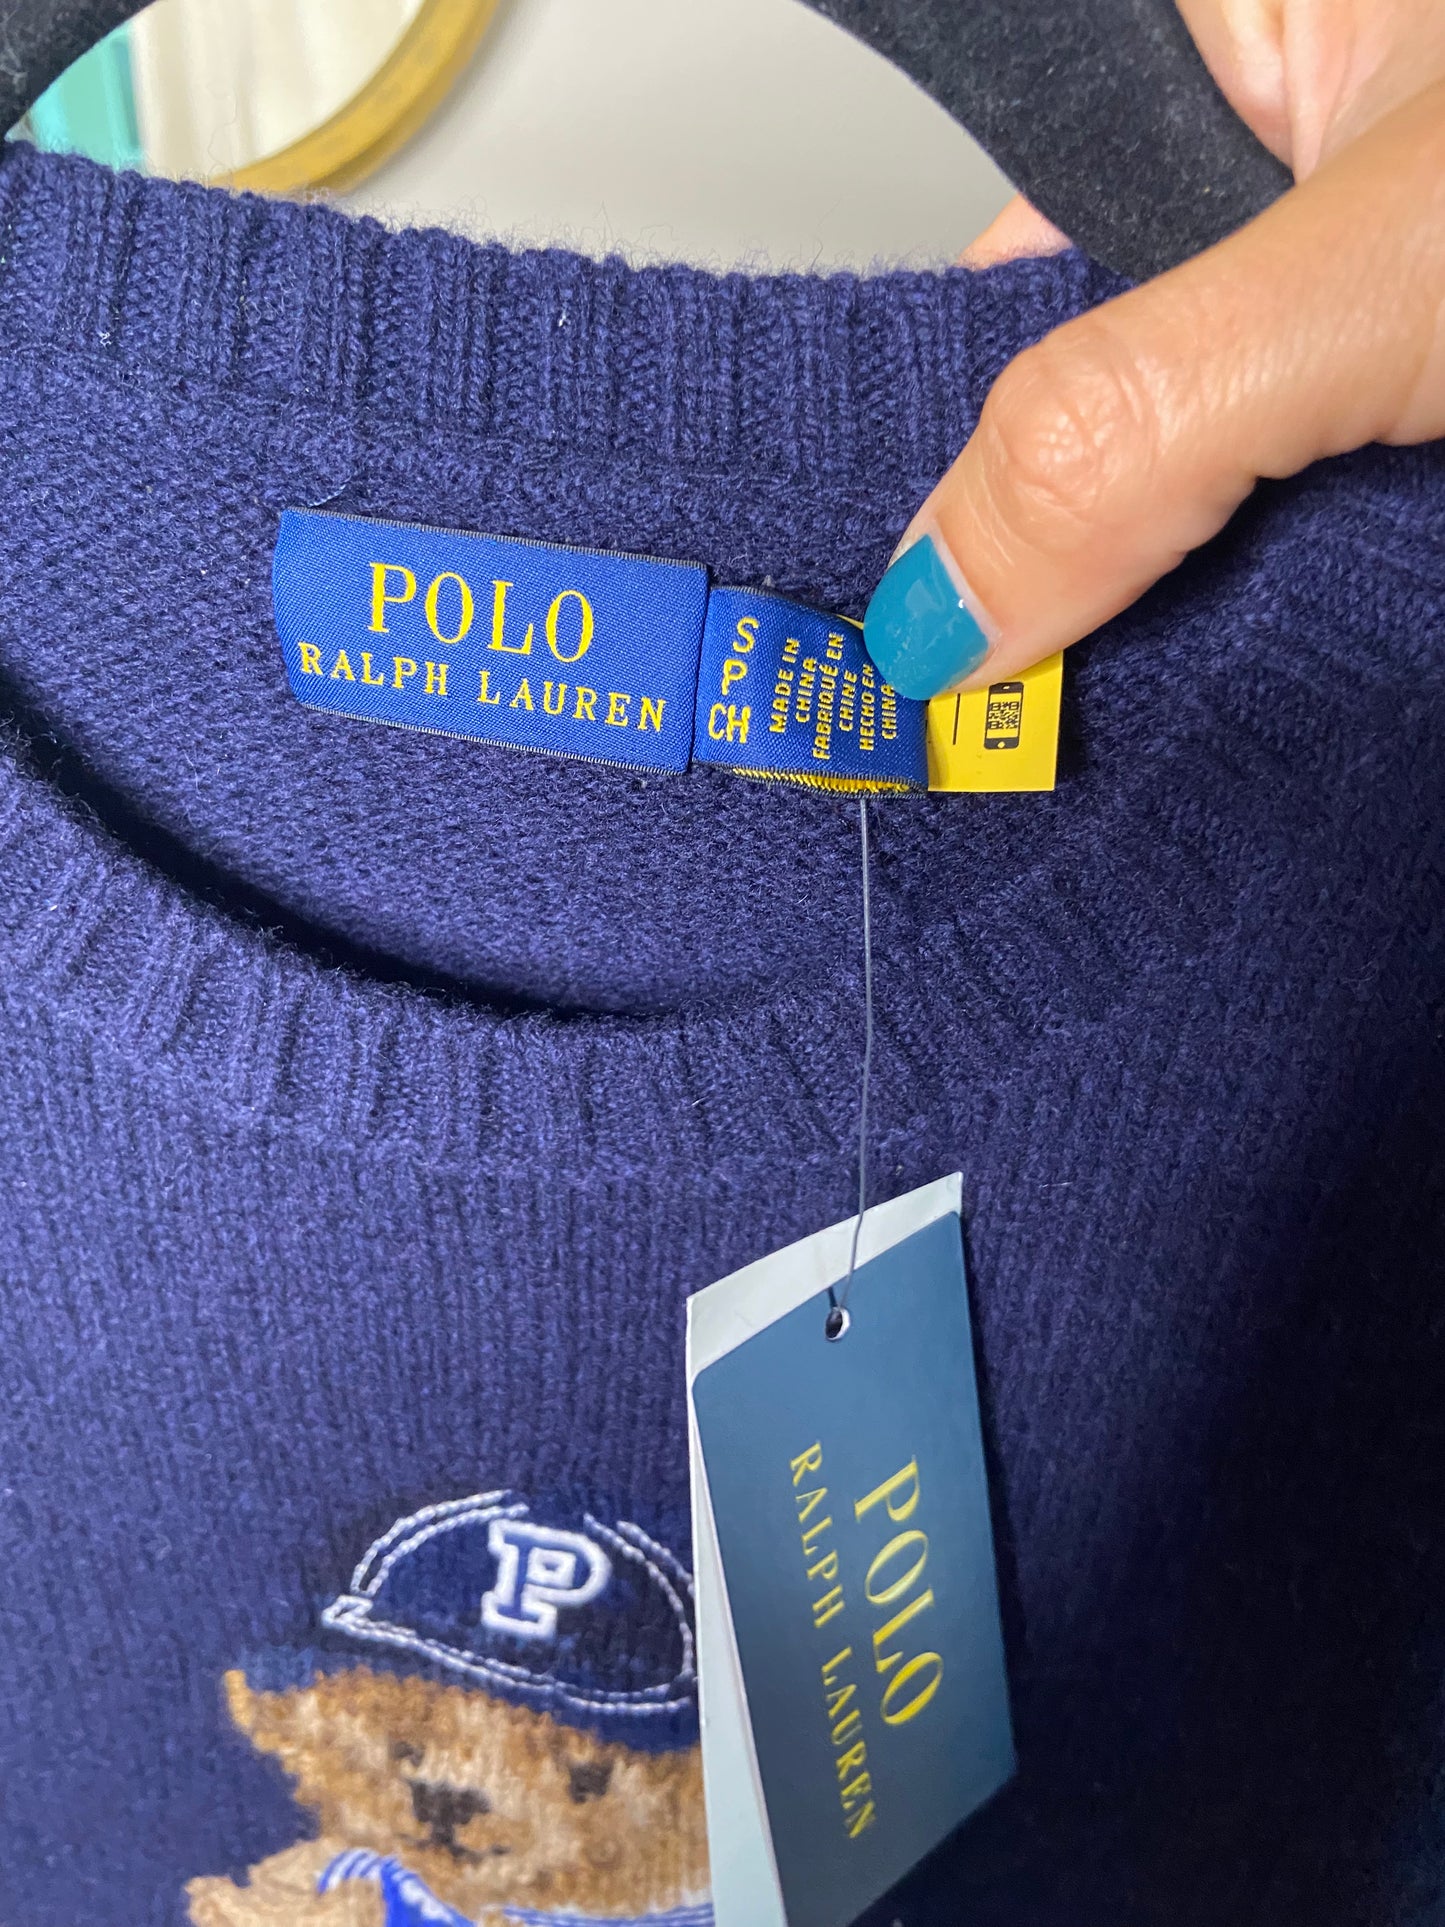 POLO
RALPH LAUREN
S
P
CH
MADE IN
CHINA
FABRIQUÉ EN
CHINE
HECHO EN
CHINA
POLO
RALPH LAUREN
P